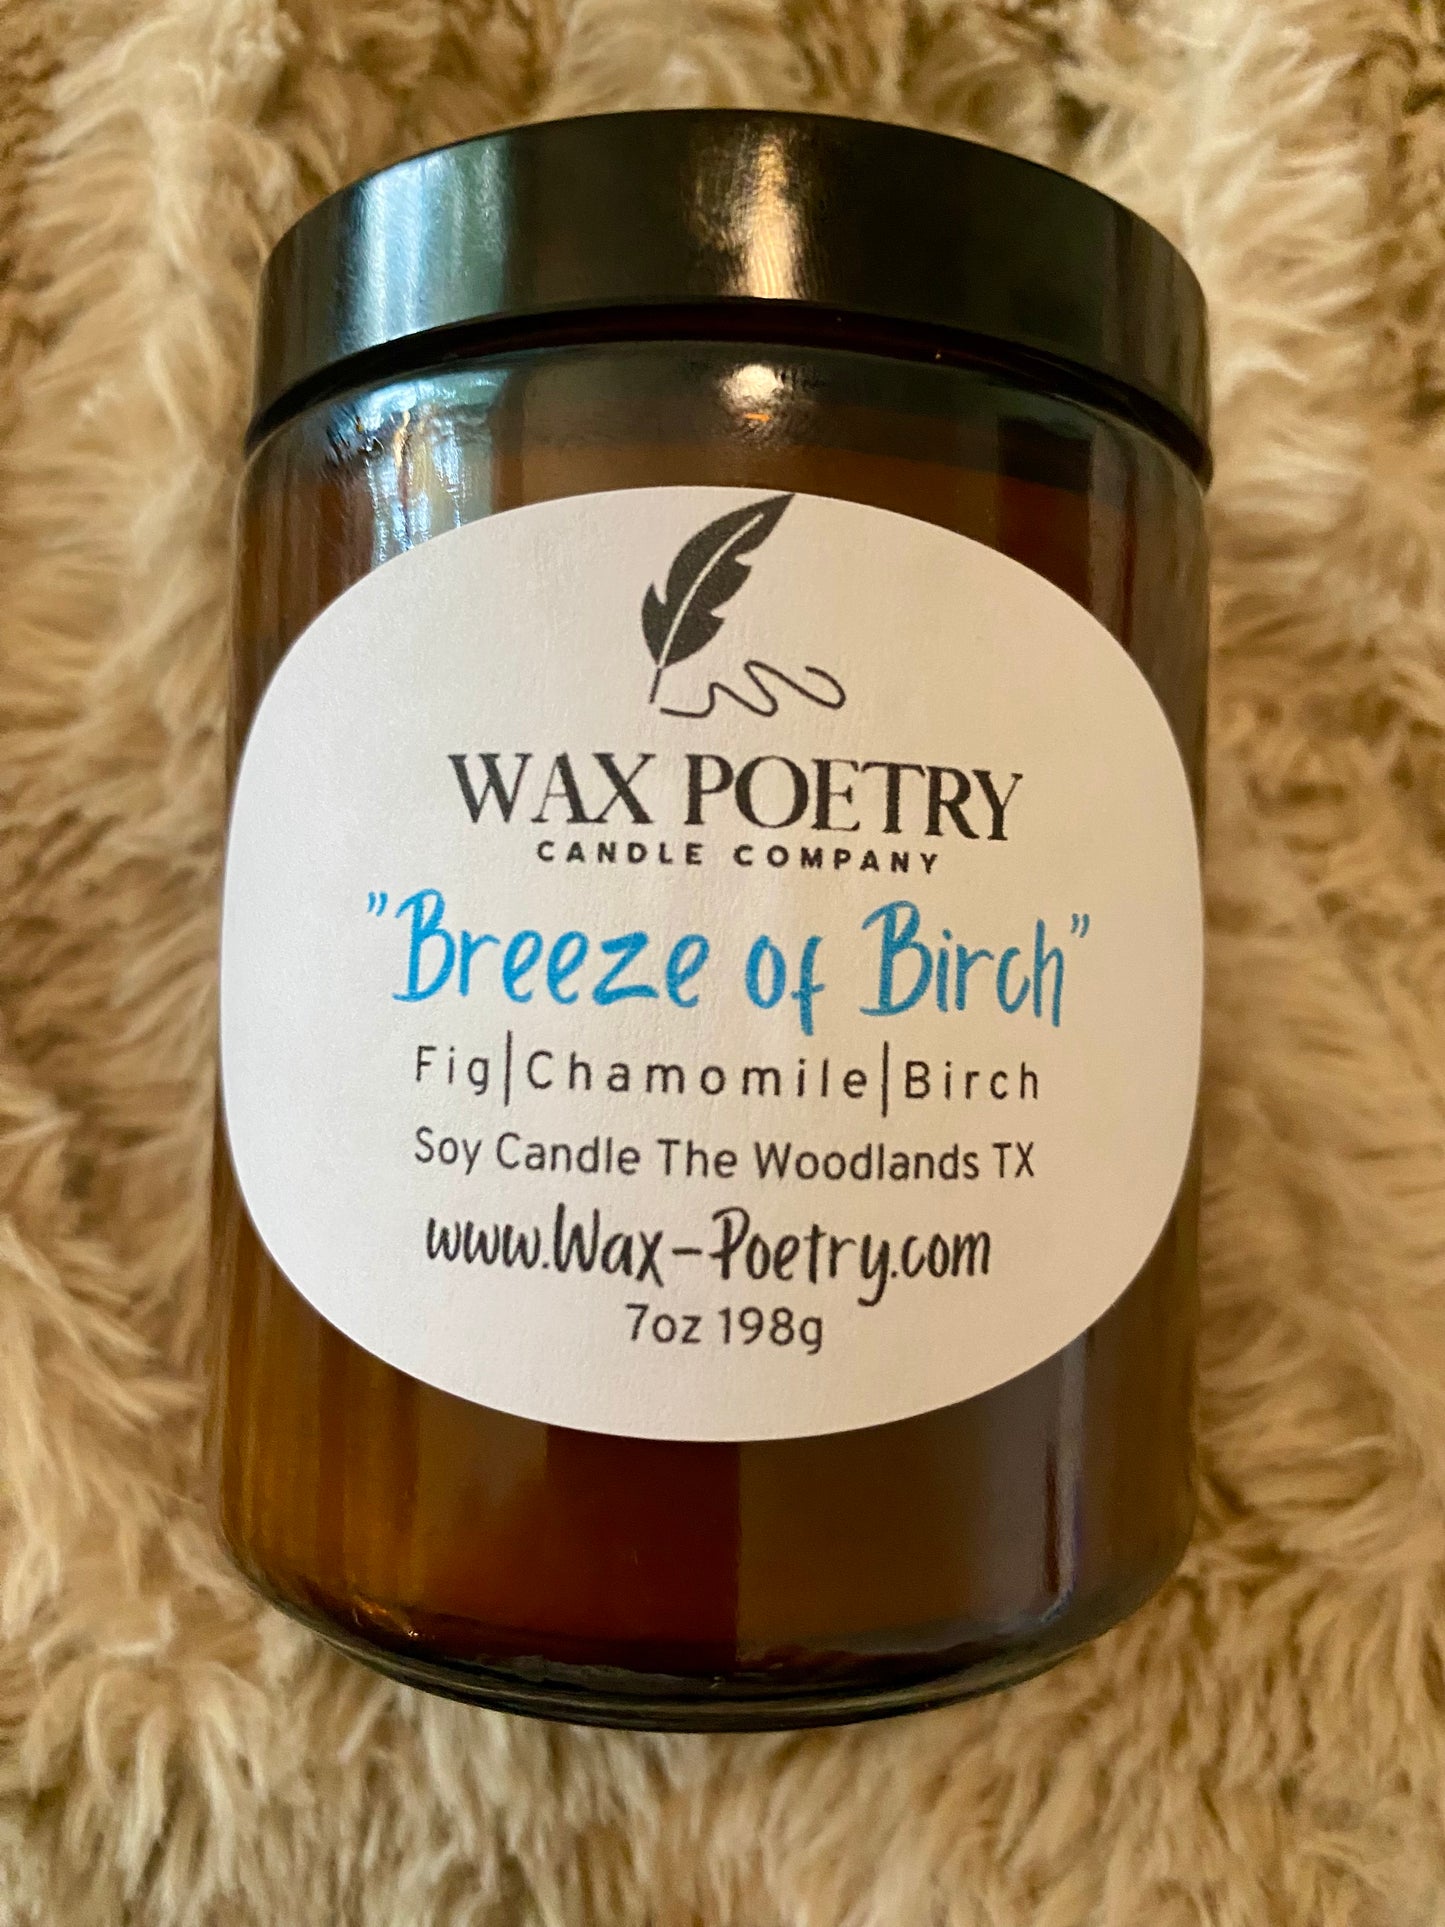 WAX POETRY
CANDLE COMPANY
"Breeze of Birch"
Fig|Chamomile|Birch
Soy Candle The Woodlands TX
www.Wax-Poetry.com
7oz 198g